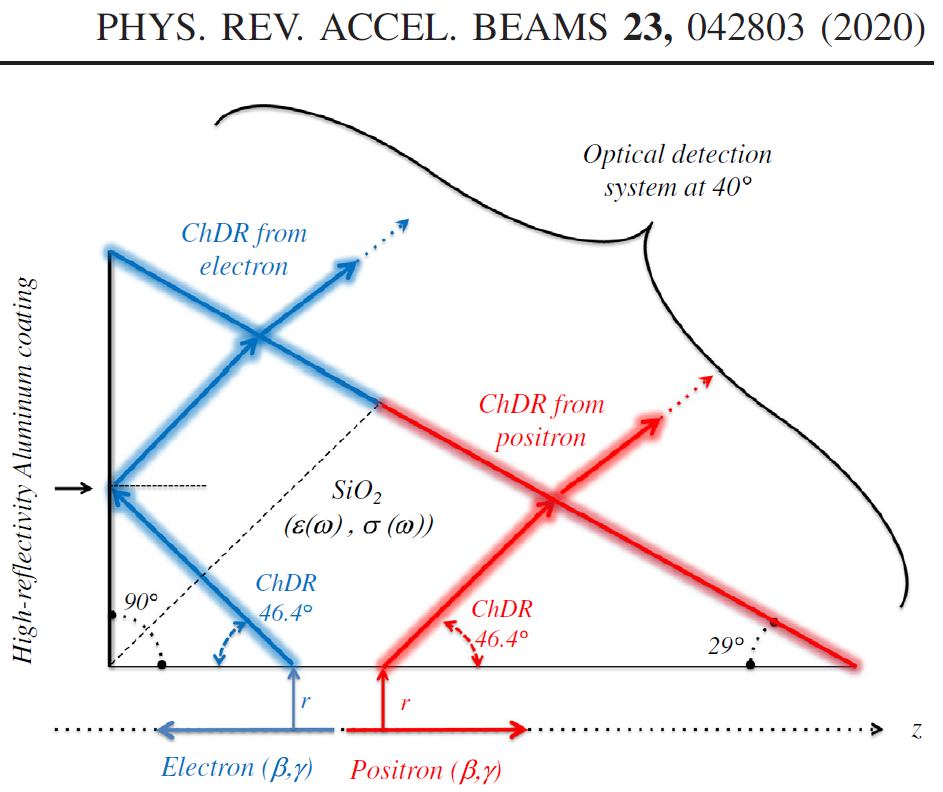 PHYS. REV. ACCEL. BEAMS 23, 042803 (2020)
Optical detection
system at 40°
ChDR from
electron
High-reflectivity Aluminum coating
ChDR from
positron
SiO₂
(ε(ω) , σ (ω))
ChDR
46.4°
90°
ChDR
46.4°
29°
r
r
z
Electron (β,γ)
Positron (β,γ)